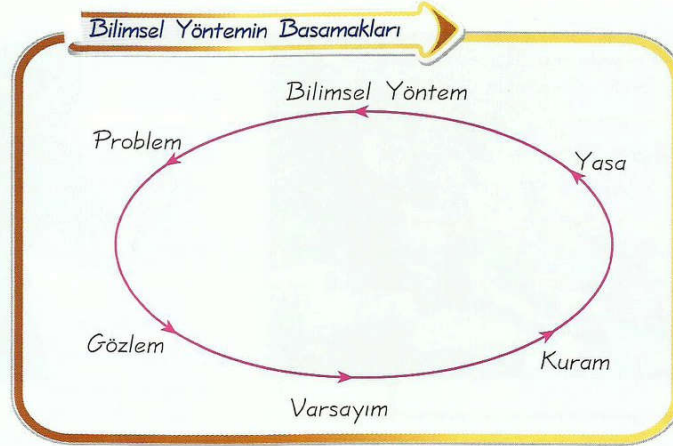 Bilimsel Yöntemin Basamakları
Bilimsel Yöntem
Problem
Yasa
Gözlem
Kuram
Varsayım